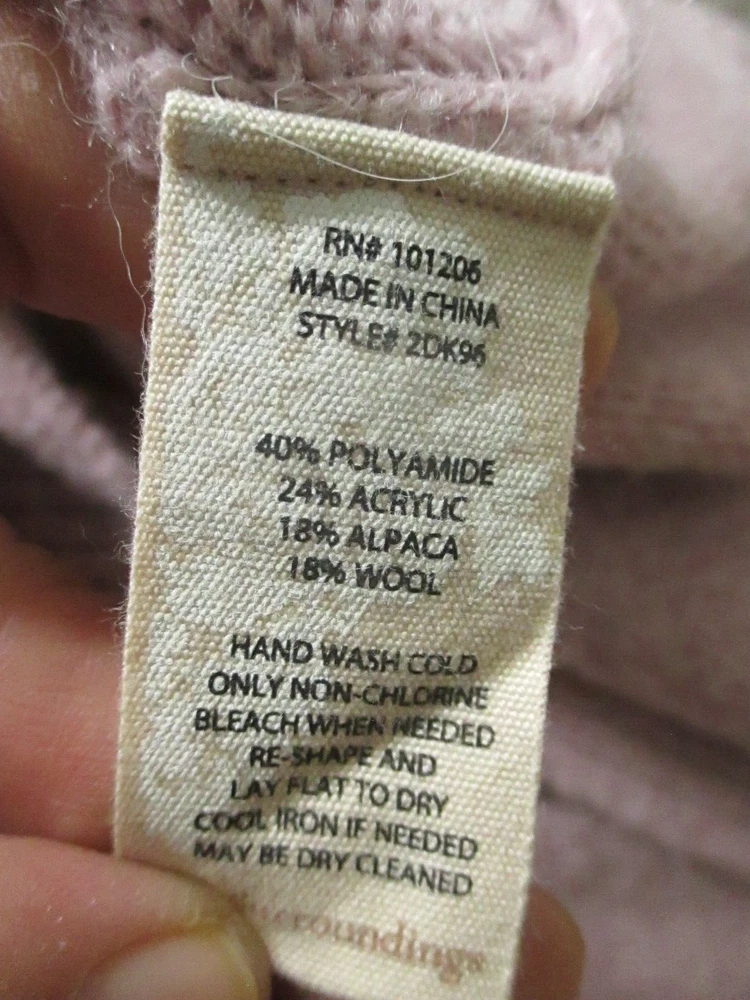 RN# 101206
MADE IN CHINA
STYLE# 2DK96
40% POLYAMIDE
24% ACRYLIC
18% ALPACA
18% WOOL
HAND WASH COLD
ONLY NON-CHLORINE
BLEACH WHEN NEEDED
RE-SHAPE AND
LAY FLAT TO DRY
COOL IRON IF NEEDED
MAY BE DRY CLEANED